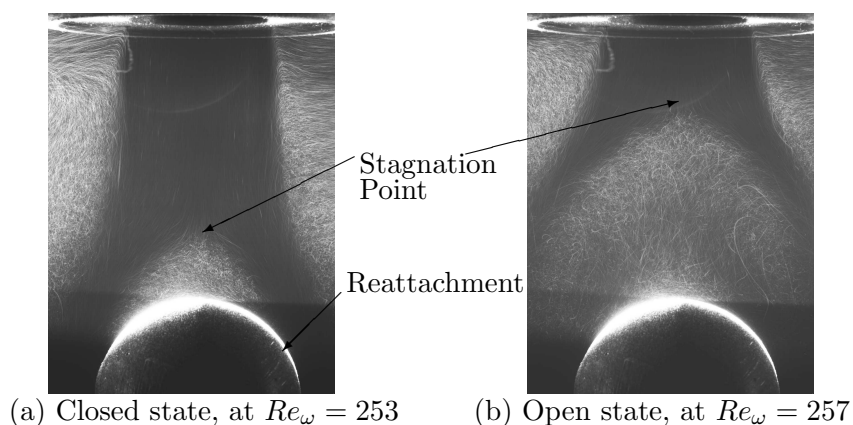 Stagnation
Point
Reattachment
(a) Closed state, at $Re_\omega = 253$
(b) Open state, at $Re_\omega = 257$